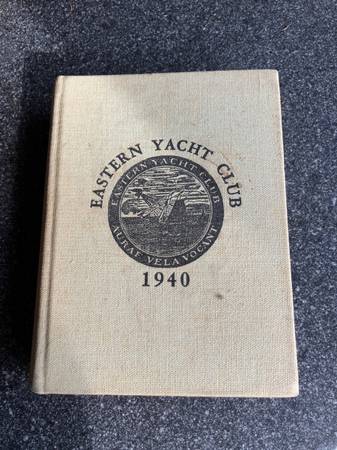 EASTERN YACHT CLUB
EASTERN YACHT CLUB
AURAE VELA VOCANT
1940